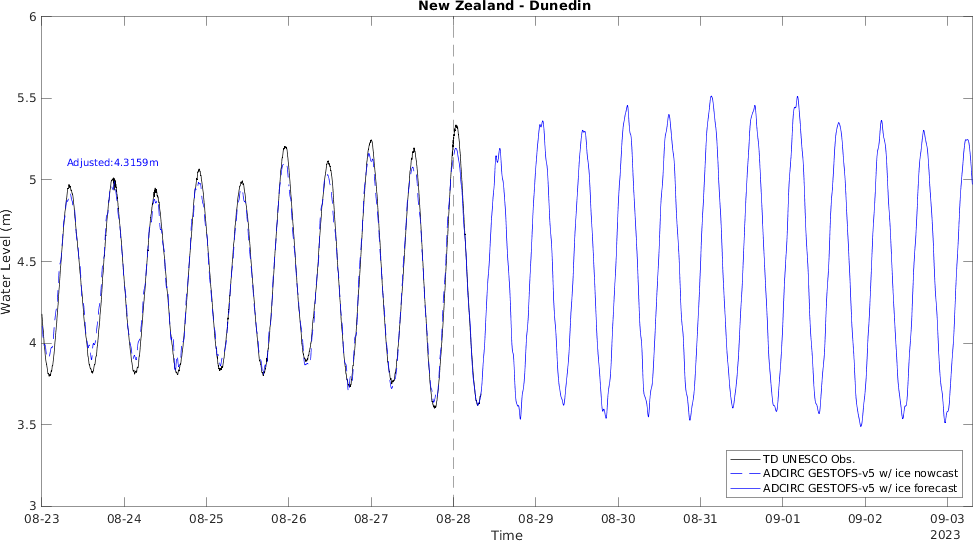 New Zealand - Dunedin
6
5.5
5
4.5
4
3.5
3
Water Level (m)
Adjusted:4.3159m
TD UNESCO Obs.
ADCIRC GESTOFS-v5 w/ ice nowcast
ADCIRC GESTOFS-v5 w/ ice forecast
08-23 08-24 08-25 08-26 08-27 08-28 08-29 08-30 08-31 09-01 09-02 09-03
2023
Time